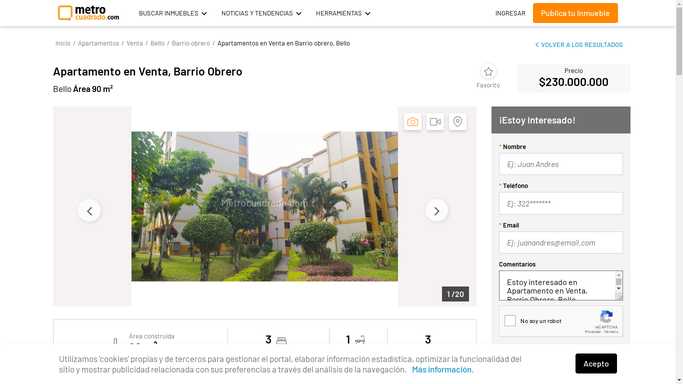 metro
cuadrado.com
BUSCAR INMUEBLES
NOTICIAS Y TENDENCIAS
HERRAMIENTAS
INGRESAR
Publica tu Inmueble
Inicio / Apartamentos / Venta / Bello / Barrio obrero / Apartamentos en Venta en Barrio obrero, Bello
VOLVER A LOS RESULTADOS
Apartamento en Venta, Barrio Obrero
Bello Área 90 m²
Favorito
Precio
$230.000.000
Metrocuadrado.com
1 / 20
¡Estoy Interesado!
* Nombre
Ej: Juan Andres
* Teléfono
Ej: 322*******
* Email
Ej: juanandres@email.com
Comentarios
Estoy interesado en
Apartamento en Venta,
Barrio Obrero, Bello
No soy un robot
reCAPTCHA
Privacidad - Términos
Área construida
3
1
3
Utilizamos 'cookies' propias y de terceros para gestionar el portal, elaborar información estadística, optimizar la funcionalidad del
sitio y mostrar publicidad relacionada con sus preferencias a través del análisis de la navegación. Más información.
Acepto